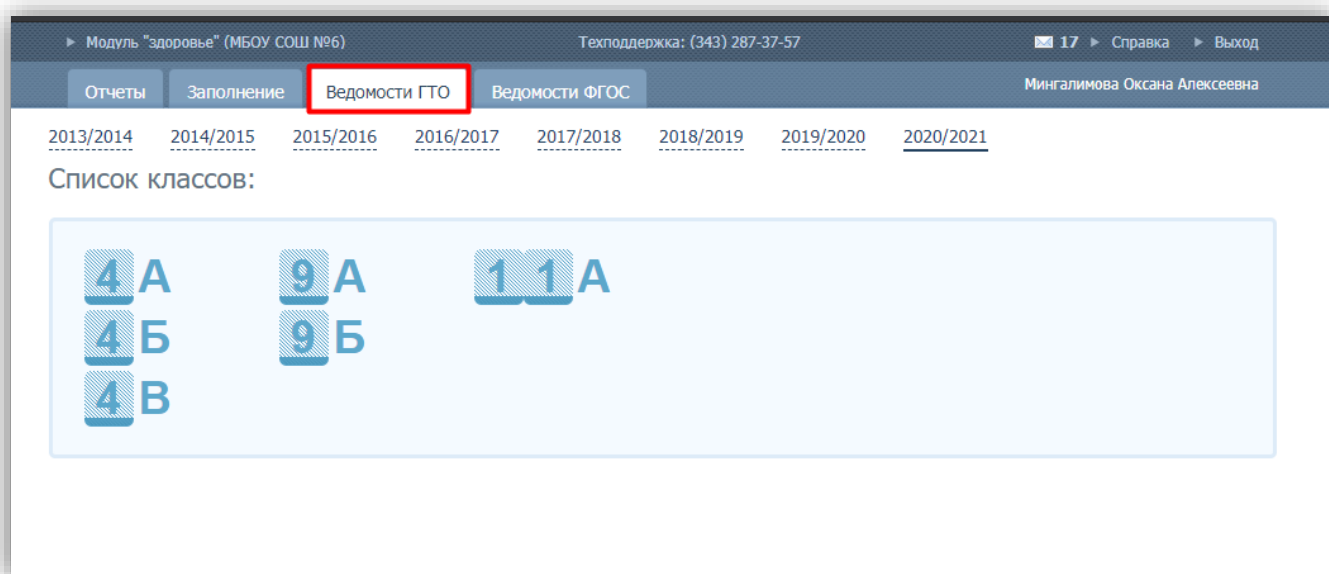 Модуль "здоровье" (МБОУ СОШ №6) Техподдержка: (343) 287-37-57 17 Справка Выход
Отчеты Заполнение Ведомости ГТО Ведомости ФГОС Мингалимова Оксана Алексеевна
2013/2014 2014/2015 2015/2016 2016/2017 2017/2018 2018/2019 2019/2020 2020/2021
Список классов:
4 А 9 А 11 А
4 Б 9 Б
4 В